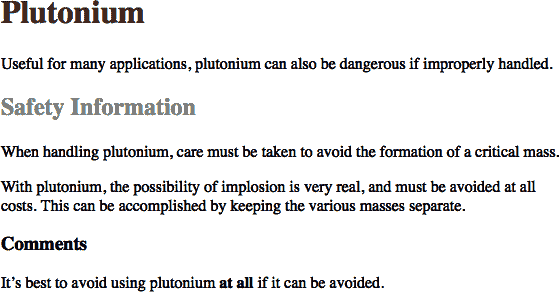 Plutonium
Useful for many applications, plutonium can also be dangerous if improperly handled.
Safety Information
When handling plutonium, care must be taken to avoid the formation of a critical mass.
With plutonium, the possibility of implosion is very real, and must be avoided at all
costs. This can be accomplished by keeping the various masses separate.
Comments
It’s best to avoid using plutonium at all if it can be avoided.